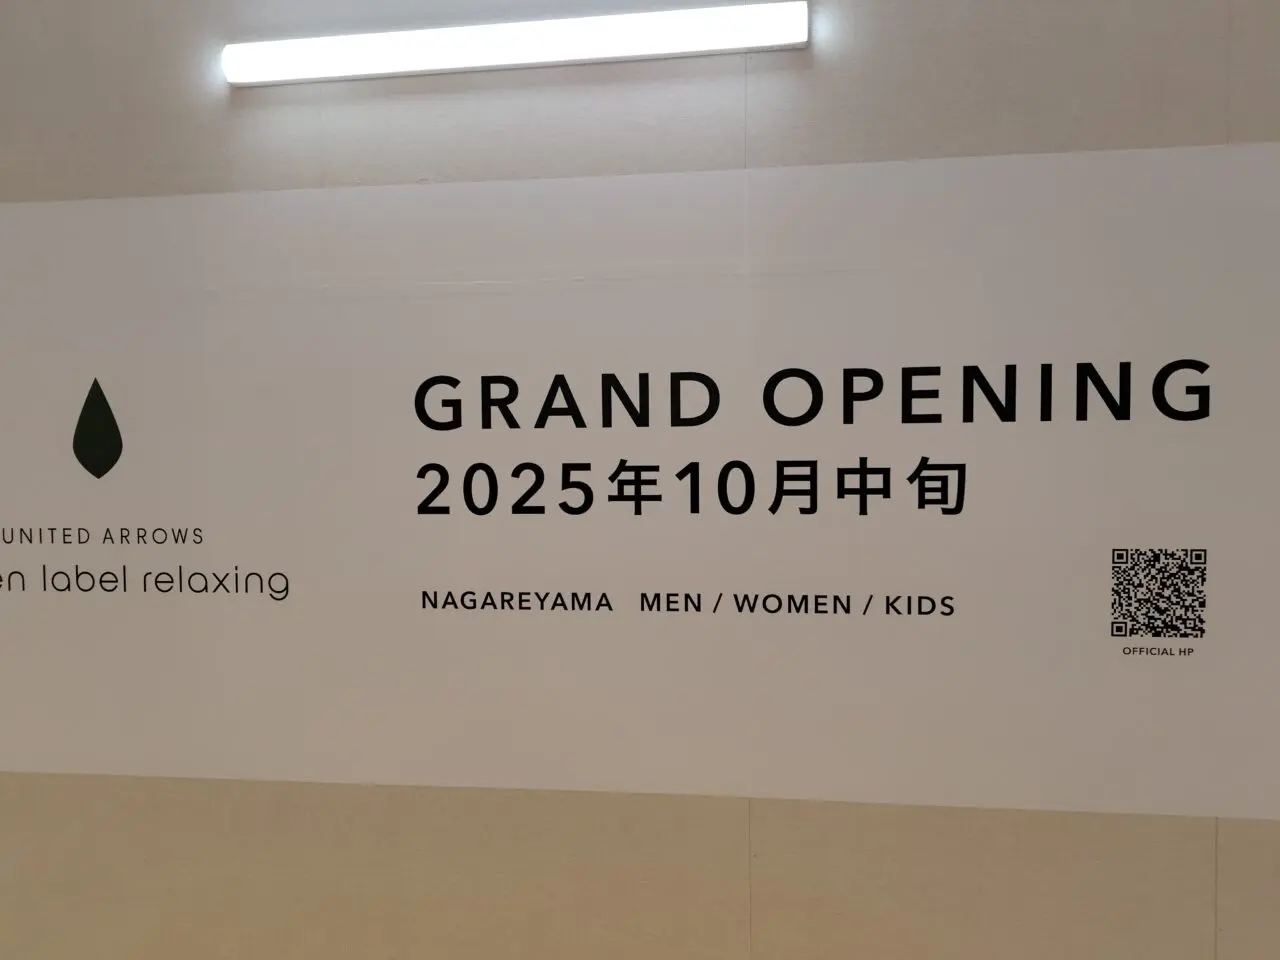 UNITED ARROWS
en label relaxing
GRAND OPENING
2025年10月中旬
NAGAREYAMA MEN / WOMEN / KIDS
OFFICIAL HP